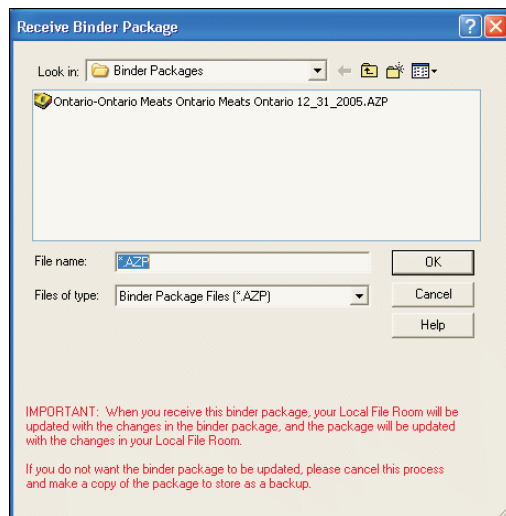 Receive Binder Package
Look in: Binder Packages
Ontario-Ontario Meats Ontario Meats Ontario 12_31_2005.AZP
File name: *.AZP OK
Files of type: Binder Package Files (*.AZP) Cancel
Help
IMPORTANT: When you receive this binder package, your Local File Room will be
updated with the changes in the binder package, and the package will be updated
with the changes in your Local File Room.
If you do not want the binder package to be updated, please cancel this process
and make a copy of the package to store as a backup.